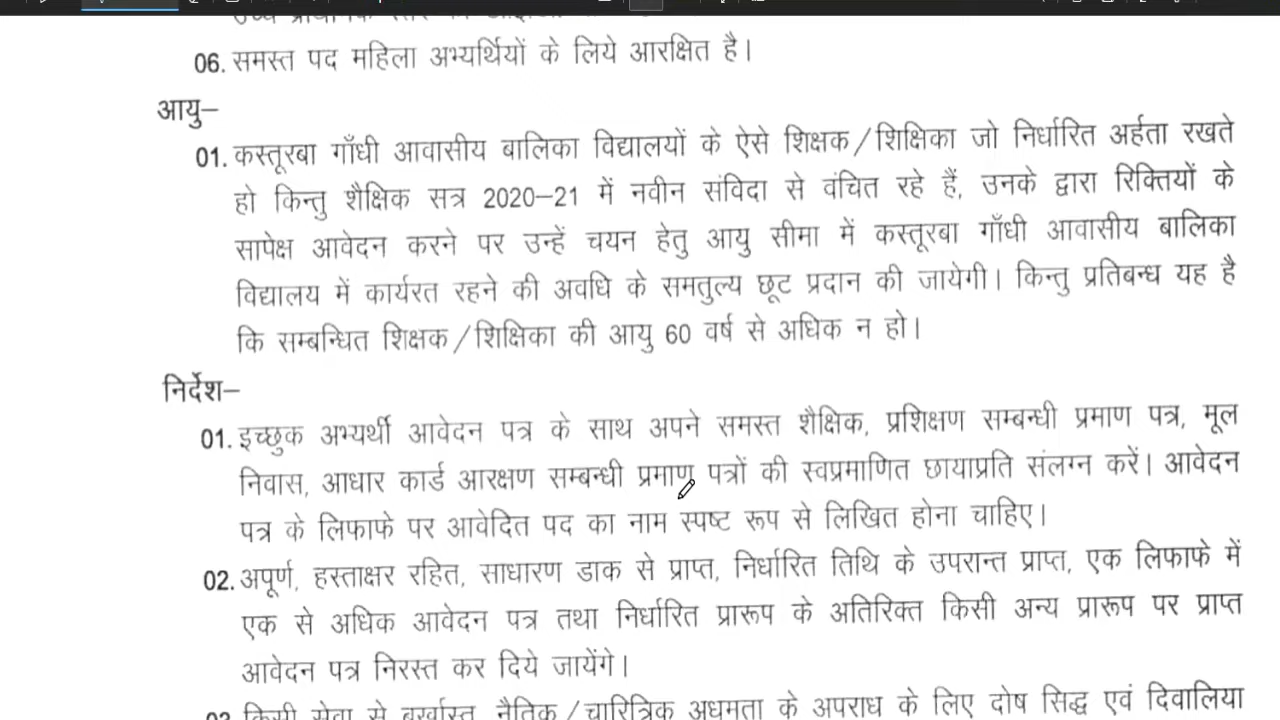 06. समस्त पद महिला अभ्यर्थियों के लिये आरक्षित है।
आयु–
01. कस्तूरबा गाँधी आवासीय बालिका विद्यालयों के ऐसे शिक्षक/शिक्षिका जो निर्धारित अर्हता रखते
हो किन्तु शैक्षिक सत्र 2020–21 में नवीन संविदा से वंचित रहे हैं, उनके द्वारा रिक्तियों के
सापेक्ष आवेदन करने पर उन्हें चयन हेतु आयु सीमा में कस्तूरबा गाँधी आवासीय बालिका
विद्यालय में कार्यरत रहने की अवधि के समतुल्य छूट प्रदान की जायेगी। किन्तु प्रतिबन्ध यह है
कि सम्बन्धित शिक्षक/शिक्षिका की आयु 60 वर्ष से अधिक न हो।
निर्देश–
01. इच्छुक अभ्यर्थी आवेदन पत्र के साथ अपने समस्त शैक्षिक, प्रशिक्षण सम्बन्धी प्रमाण पत्र, मूल
निवास, आधार कार्ड आरक्षण सम्बन्धी प्रमाण पत्रों की स्वप्रमाणित छायाप्रति संलग्न करें। आवेदन
पत्र के लिफाफे पर आवेदित पद का नाम स्पष्ट रूप से लिखित होना चाहिए।
02. अपूर्ण, हस्ताक्षर रहित, साधारण डाक से प्राप्त, निर्धारित तिथि के उपरान्त प्राप्त, एक लिफाफे में
एक से अधिक आवेदन पत्र तथा निर्धारित प्रारूप के अतिरिक्त किसी अन्य प्रारूप पर प्राप्त
आवेदन पत्र निरस्त कर दिये जायेंगे।
03. किसी सेवा से बर्खास्त, नैतिक/चारित्रिक अधमता के अपराध के लिए दोष सिद्ध एवं दिवालिया